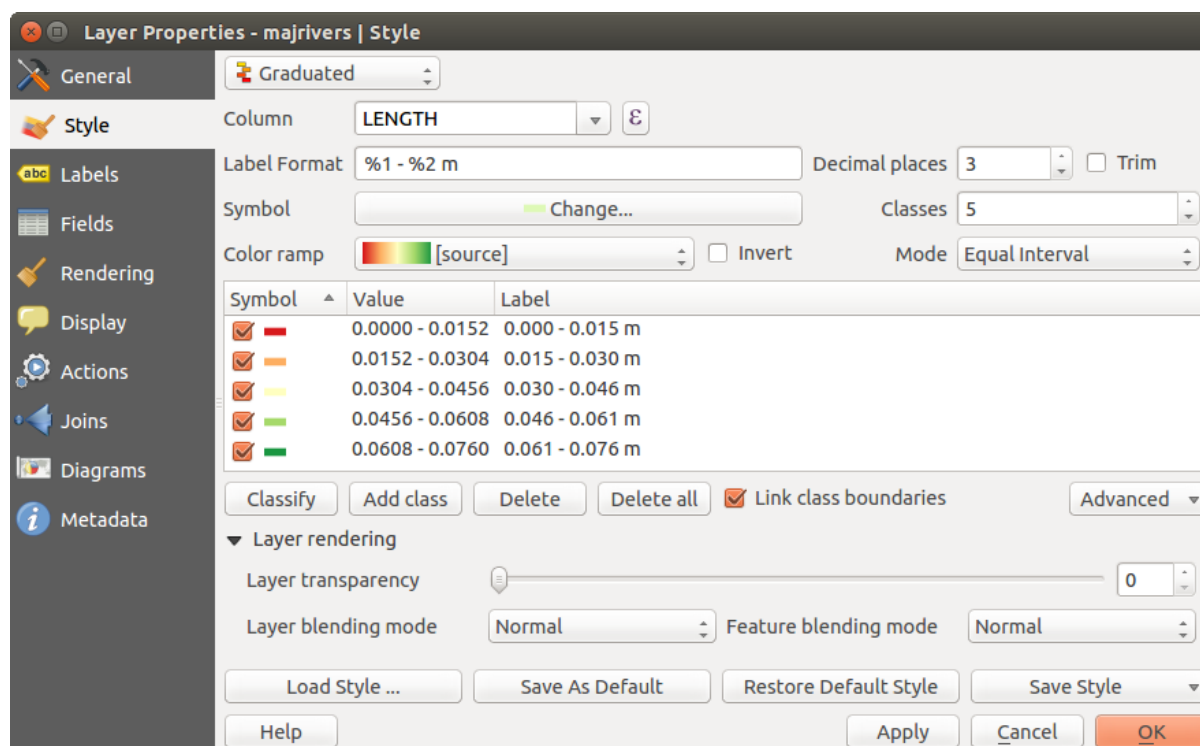 Layer Properties - majrivers | Style
General
Style
abc Labels
Fields
Rendering
Display
Actions
Joins
Diagrams
Metadata
Graduated
Column LENGTH ε
Label Format %1 - %2 m Decimal places 3 Trim
Symbol Change... Classes 5
Color ramp [source] Invert Mode Equal Interval
Symbol Value Label
0.0000 - 0.0152 0.000 - 0.015 m
0.0152 - 0.0304 0.015 - 0.030 m
0.0304 - 0.0456 0.030 - 0.046 m
0.0456 - 0.0608 0.046 - 0.061 m
0.0608 - 0.0760 0.061 - 0.076 m
Classify Add class Delete Delete all Link class boundaries Advanced
Layer rendering
Layer transparency 0
Layer blending mode Normal Feature blending mode Normal
Load Style ... Save As Default Restore Default Style Save Style
Help Apply Cancel OK